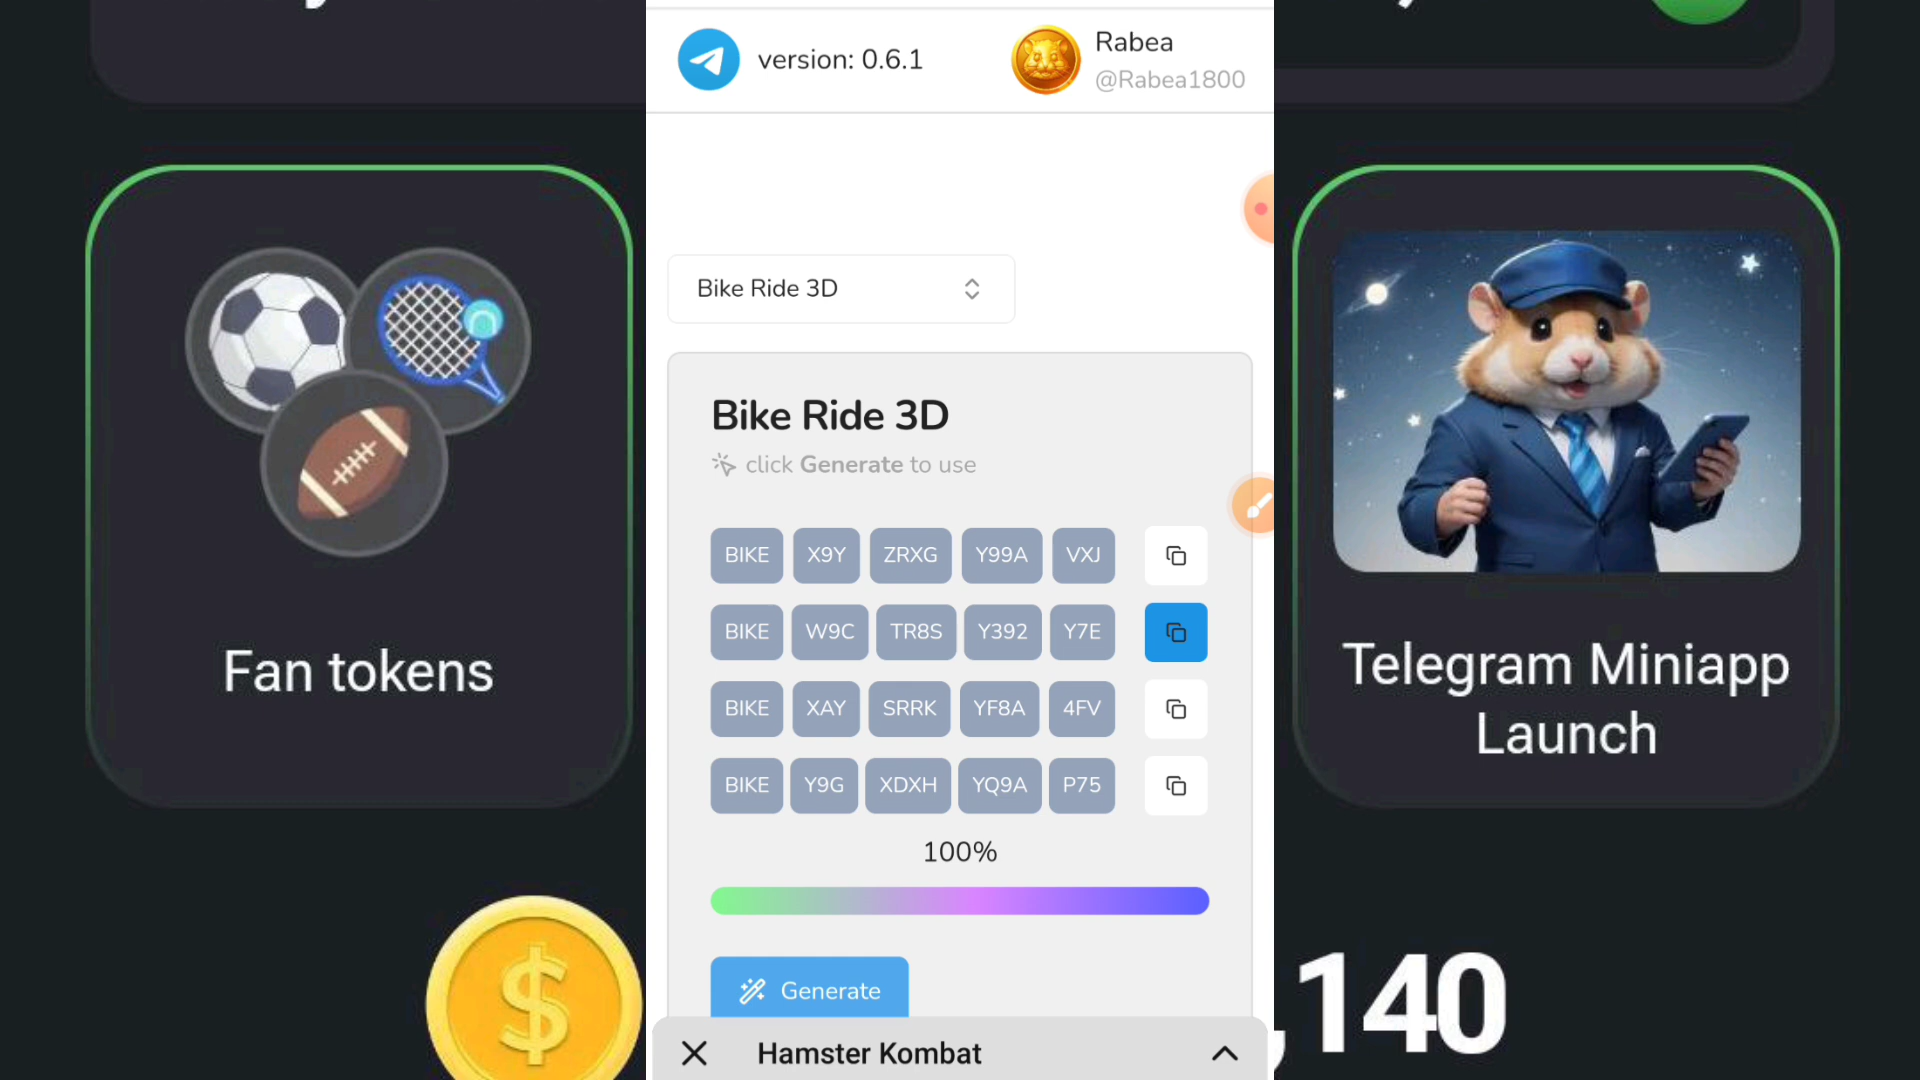 version: 0.6.1
Rabea
@Rabea1800
Bike Ride 3D
Bike Ride 3D
click Generate to use
BIKE X9Y ZRXG Y99A VXJ
BIKE W9C TR8S Y392 Y7E
BIKE XAY SRRK YF8A 4FV
BIKE Y9G XDXH YQ9A P75
100%
Generate
Hamster Kombat
Fan tokens
Telegram Miniapp
Launch
,140